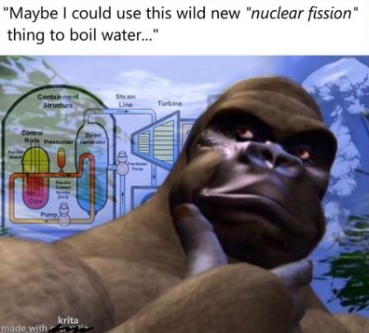 "Maybe I could use this wild new "nuclear fission"
thing to boil water..."
Containment
Structure
Steam
Line
Turbine
Control
Rods
Pressurizer
Steam
Generator
Pump
Core
Pump
krita
made with